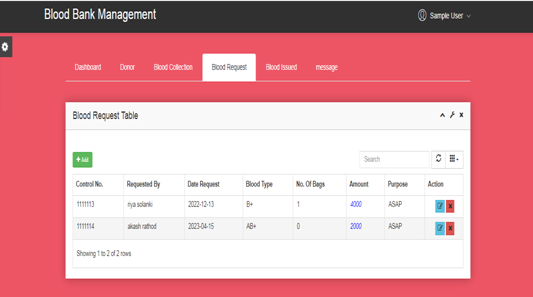 Blood Bank Management
Sample User
Dashboard Donor Blood Collection Blood Request Blood Issued message
Blood Request Table
+ Add
Search
Control No. Requested By Date Request Blood Type No. Of Bags Amount Purpose Action
1111113 riya solanki 2022-12-13 B+ 1 4000 ASAP
1111114 akash rathod 2023-04-15 AB+ 0 2000 ASAP
Showing 1 to 2 of 2 rows